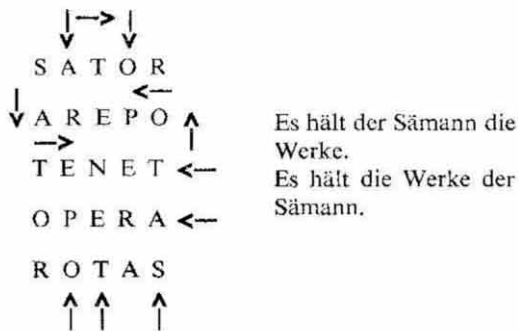 S A T O R
A R E P O
T E N E T
O P E R A
R O T A S
Es hält der Sämann die
Werke.
Es hält die Werke der
Sämann.